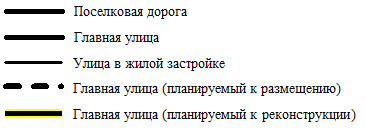 Поселковая дорога
Главная улица
Улица в жилой застройке
Главная улица (планируемый к размещению)
Главная улица (планируемый к реконструкции)